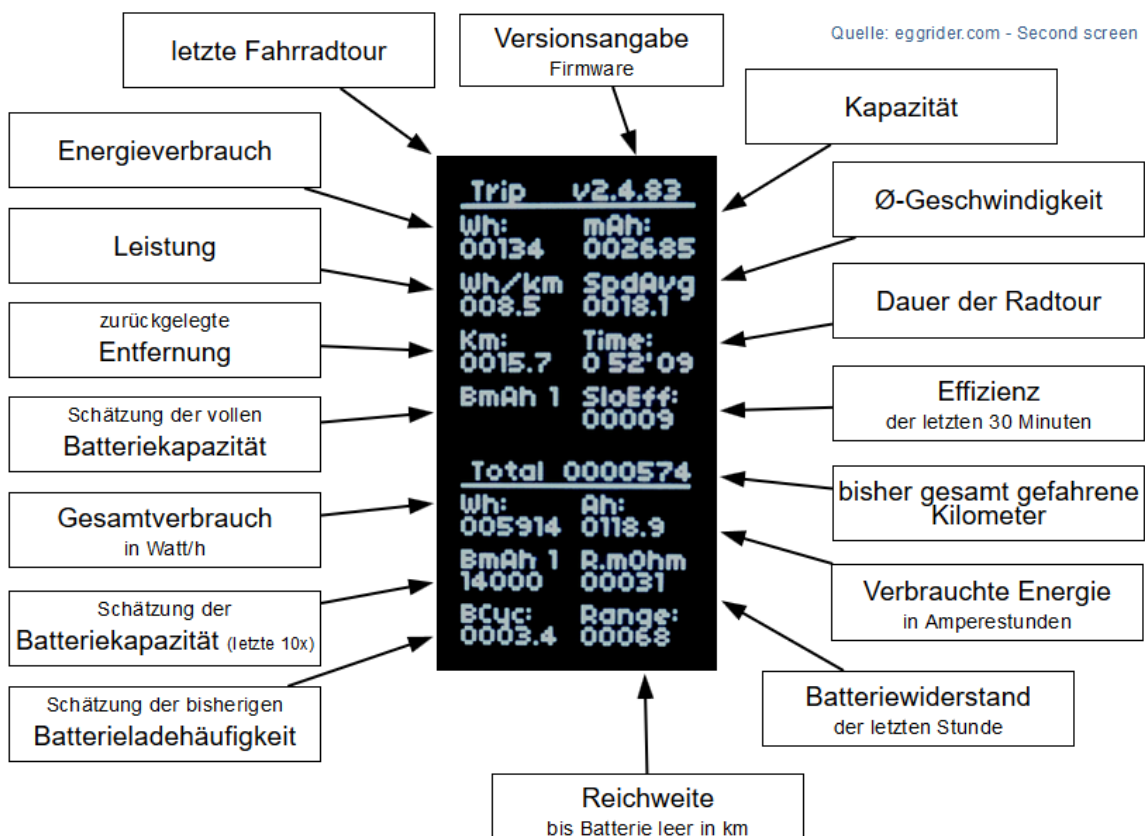 Quelle: eggrider.com - Second screen
letzte Fahrradtour
Versionsangabe
Firmware
Kapazität
Energieverbrauch
Ø-Geschwindigkeit
Leistung
Dauer der Radtour
zurückgelegte
Entfernung
Effizienz
der letzten 30 Minuten
Schätzung der vollen
Batteriekapazität
bisher gesamt gefahrene
Kilometer
Gesamtverbrauch
in Watt/h
Verbrauchte Energie
in Amperestunden
Schätzung der
Batteriekapazität (letzte 10x)
Batteriewiderstand
der letzten Stunde
Schätzung der bisherigen
Batterieladehäufigkeit
Reichweite
bis Batterie leer in km
Trip v2.4.83
Wh: mAh:
00134 002685
Wh/km SpdAvg
008.5 0018.1
Km: Time:
0015.7 0 52'09
BmAh 1 SloEff:
00009
Total 0000574
Wh: Ah:
005914 0118.9
BmAh 1 R.mOhm
14000 00031
BCyc: Range:
0003.4 00068